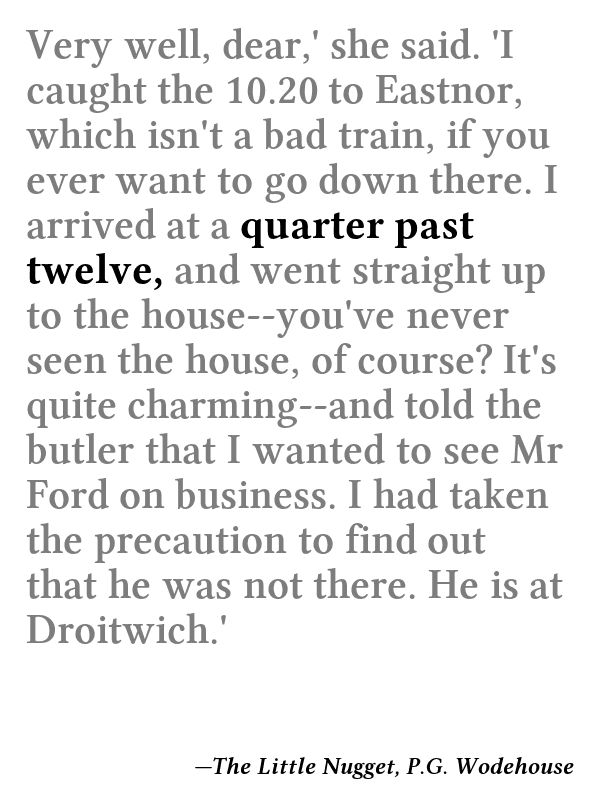 Very well, dear,' she said. 'I
caught the 10.20 to Eastnor,
which isn't a bad train, if you
ever want to go down there. I
arrived at a quarter past
twelve, and went straight up
to the house--you've never
seen the house, of course? It's
quite charming--and told the
butler that I wanted to see Mr
Ford on business. I had taken
the precaution to find out
that he was not there. He is at
Droitwich.'
—The Little Nugget, P.G. Wodehouse